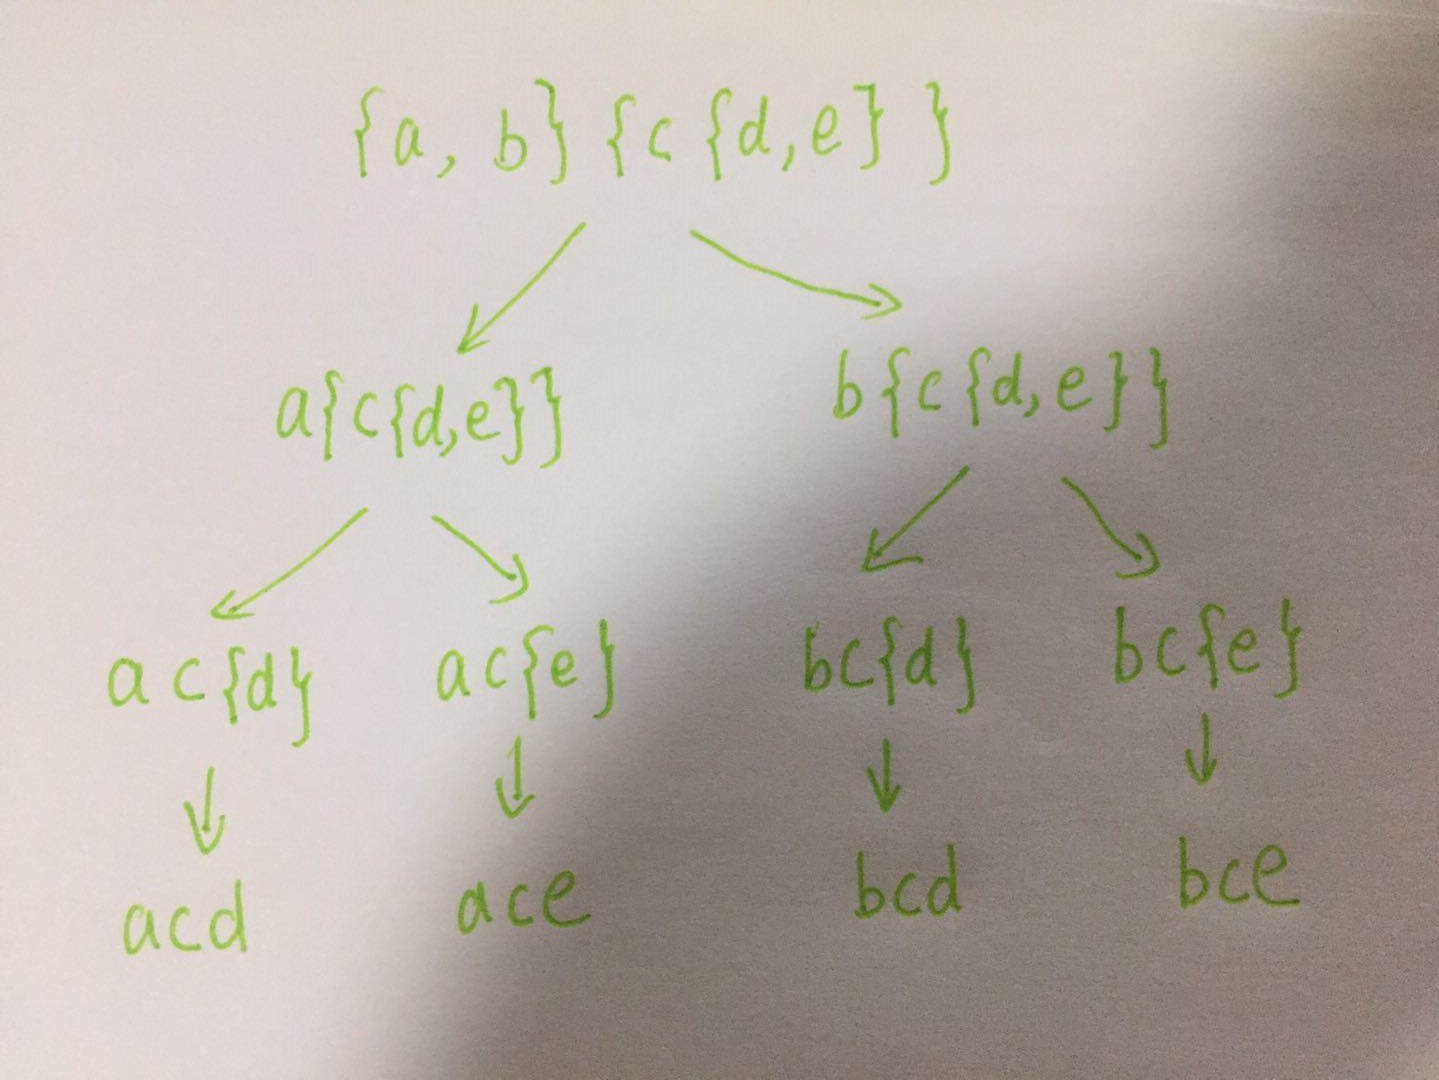 {a, b}{c{d,e}}
a{c{d,e}} b{c{d,e}}
ac{d} ac{e} bc{d} bc{e}
acd ace bcd bce